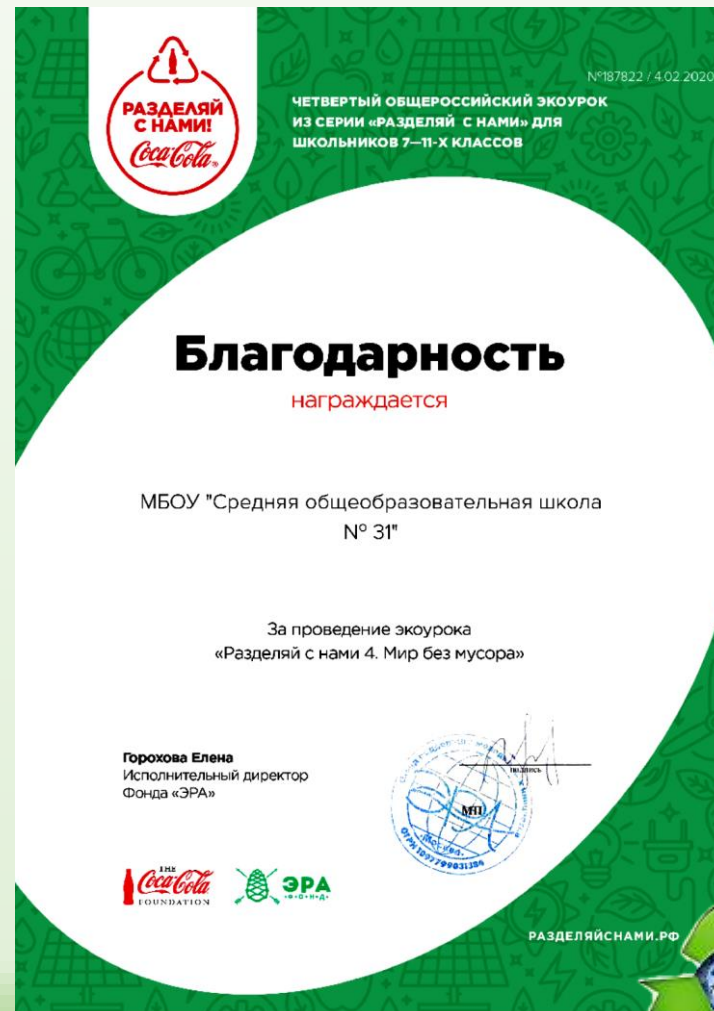 №187822 / 4.02.2020
РАЗДЕЛЯЙ
С НАМИ!
Coca-Cola
ЧЕТВЕРТЫЙ ОБЩЕРОССИЙСКИЙ ЭКОУРОК
ИЗ СЕРИИ «РАЗДЕЛЯЙ С НАМИ» ДЛЯ
ШКОЛЬНИКОВ 7—11-Х КЛАССОВ
Благодарность
награждается
МБОУ "Средняя общеобразовательная школа
№ 31"
За проведение экоурока
«Разделяй с нами 4. Мир без мусора»
Горохова Елена
Исполнительный директор
Фонда «ЭРА»
подпись
МП
Москва
THE
Coca-Cola
FOUNDATION
ЭРА
ФОНД
РАЗДЕЛЯЙСНАМИ.РФ